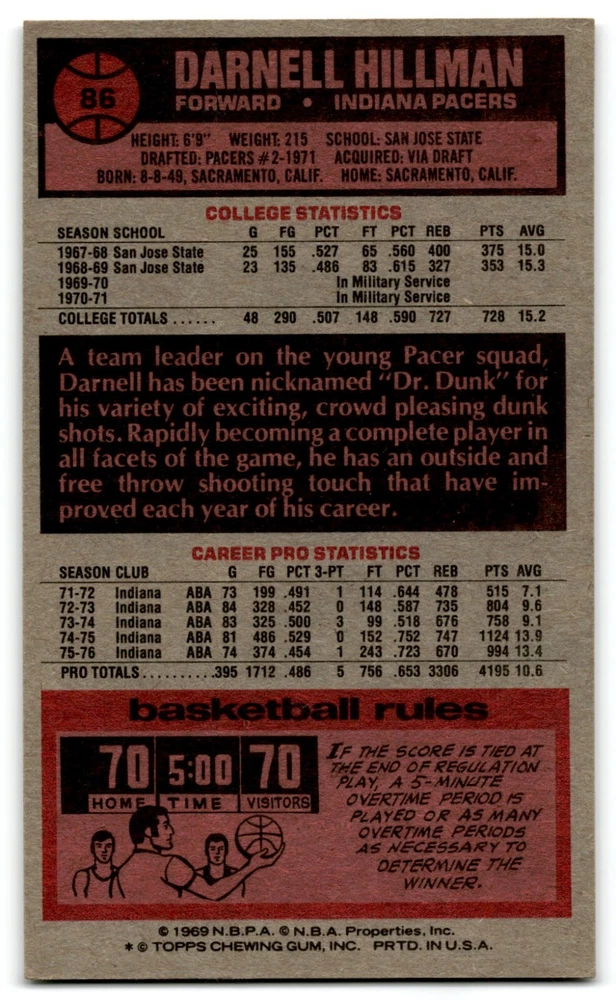 86
DARNELL HILLMAN
FORWARD • INDIANA PACERS
HEIGHT: 6'9" WEIGHT: 215 SCHOOL: SAN JOSE STATE
DRAFTED: PACERS #2-1971 ACQUIRED: VIA DRAFT
BORN: 8-8-49, SACRAMENTO, CALIF. HOME: SACRAMENTO, CALIF.
COLLEGE STATISTICS
SEASON SCHOOL G FG PCT FT PCT REB PTS AVG
1967-68 San Jose State 25 155 .527 65 .560 400 375 15.0
1968-69 San Jose State 23 135 .486 83 .615 327 353 15.3
1969-70 In Military Service
1970-71 In Military Service
COLLEGE TOTALS ...... 48 290 .507 148 .590 727 728 15.2
A team leader on the young Pacer squad,
Darnell has been nicknamed "Dr. Dunk" for
his variety of exciting, crowd pleasing dunk
shots. Rapidly becoming a complete player in
all facets of the game, he has an outside and
free throw shooting touch that have im-
proved each year of his career.
CAREER PRO STATISTICS
SEASON CLUB G FG PCT 3-PT FT PCT REB PTS AVG
71-72 Indiana ABA 73 199 .491 1 114 .644 478 515 7.1
72-73 Indiana ABA 84 328 .452 0 148 .587 735 804 9.6
73-74 Indiana ABA 83 325 .500 3 99 .518 676 758 9.1
74-75 Indiana ABA 81 486 .529 0 152 .752 747 1124 13.9
75-76 Indiana ABA 74 374 .454 1 243 .723 670 994 13.4
PRO TOTALS..........395 1712 .486 5 756 .653 3306 4195 10.6
basketball rules
70 5:00 70
HOME TIME VISITORS
IF THE SCORE IS TIED AT
THE END OF REGULATION
PLAY, A 5-MINUTE
OVERTIME PERIOD IS
PLAYED OR AS MANY
OVERTIME PERIODS
AS NECESSARY TO
DETERMINE THE
WINNER.
© 1969 N.B.P.A. © N.B.A. Properties, Inc.
* © TOPPS CHEWING GUM, INC. PRTD. IN U.S.A.